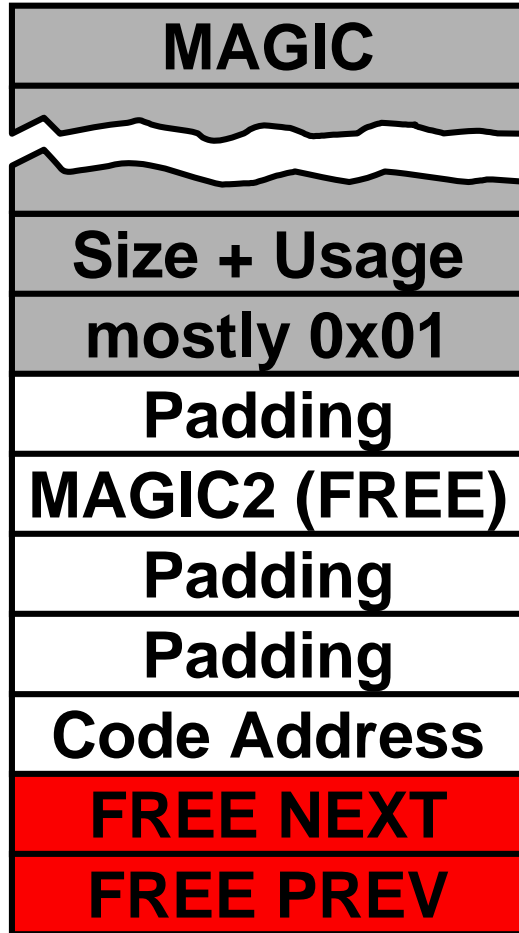 MAGIC
Size + Usage
mostly 0x01
Padding
MAGIC2 (FREE)
Padding
Padding
Code Address
FREE NEXT
FREE PREV